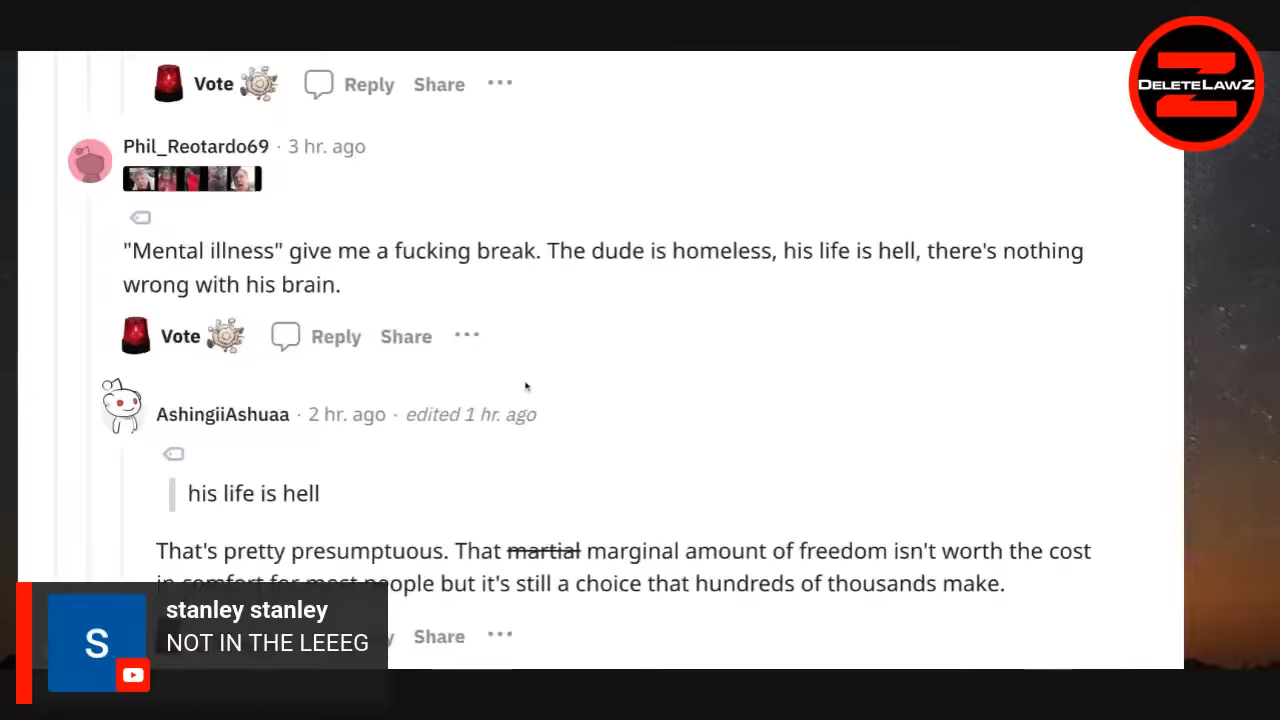 Vote Reply Share ···
DELETELAWZ
Phil_Reotardo69 · 3 hr. ago
"Mental illness" give me a fucking break. The dude is homeless, his life is hell, there's nothing
wrong with his brain.
Vote Reply Share ···
AshingiiAshuaa · 2 hr. ago · edited 1 hr. ago
his life is hell
That's pretty presumptuous. That martial marginal amount of freedom isn't worth the cost
in comfort for most people but it's still a choice that hundreds of thousands make.
stanley stanley
S
NOT IN THE LEEEG
Share ···